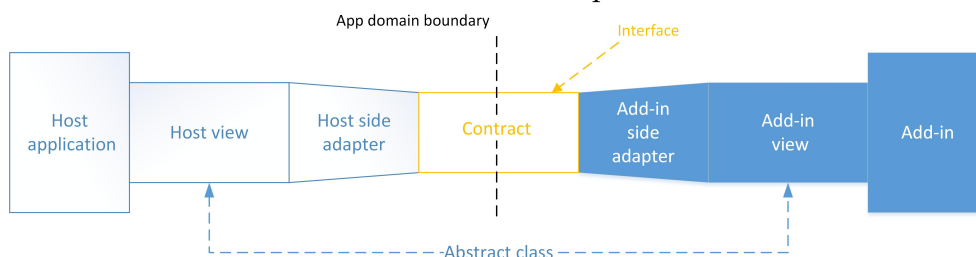 App domain boundary
Interface
Host
application
Host view
Host side
adapter
Contract
Add-in
side
adapter
Add-in
view
Add-in
Abstract class